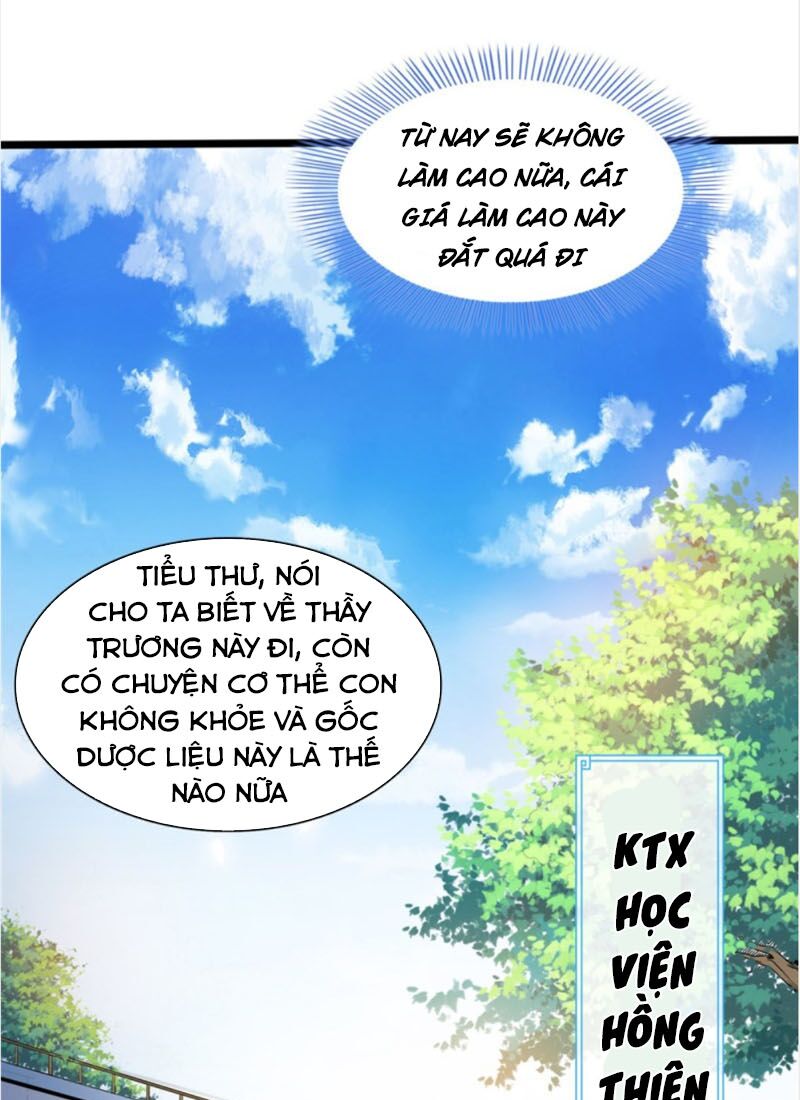 TỪ NAY SẼ KHÔNG
LÀM CAO NỮA, CÁI
GIÁ LÀM CAO NÀY
ĐẮT QUÁ ĐI
TIỂU THƯ, NÓI
CHO TA BIẾT VỀ THẦY
TRƯƠNG NÀY ĐI, CÒN
CÓ CHUYỆN CƠ THỂ CON
KHÔNG KHỎE VÀ GỐC
DƯỢC LIỆU NÀY LÀ THẾ
NÀO NỮA
KTX
HỌC
VIỆN
HỒNG
THIÊN